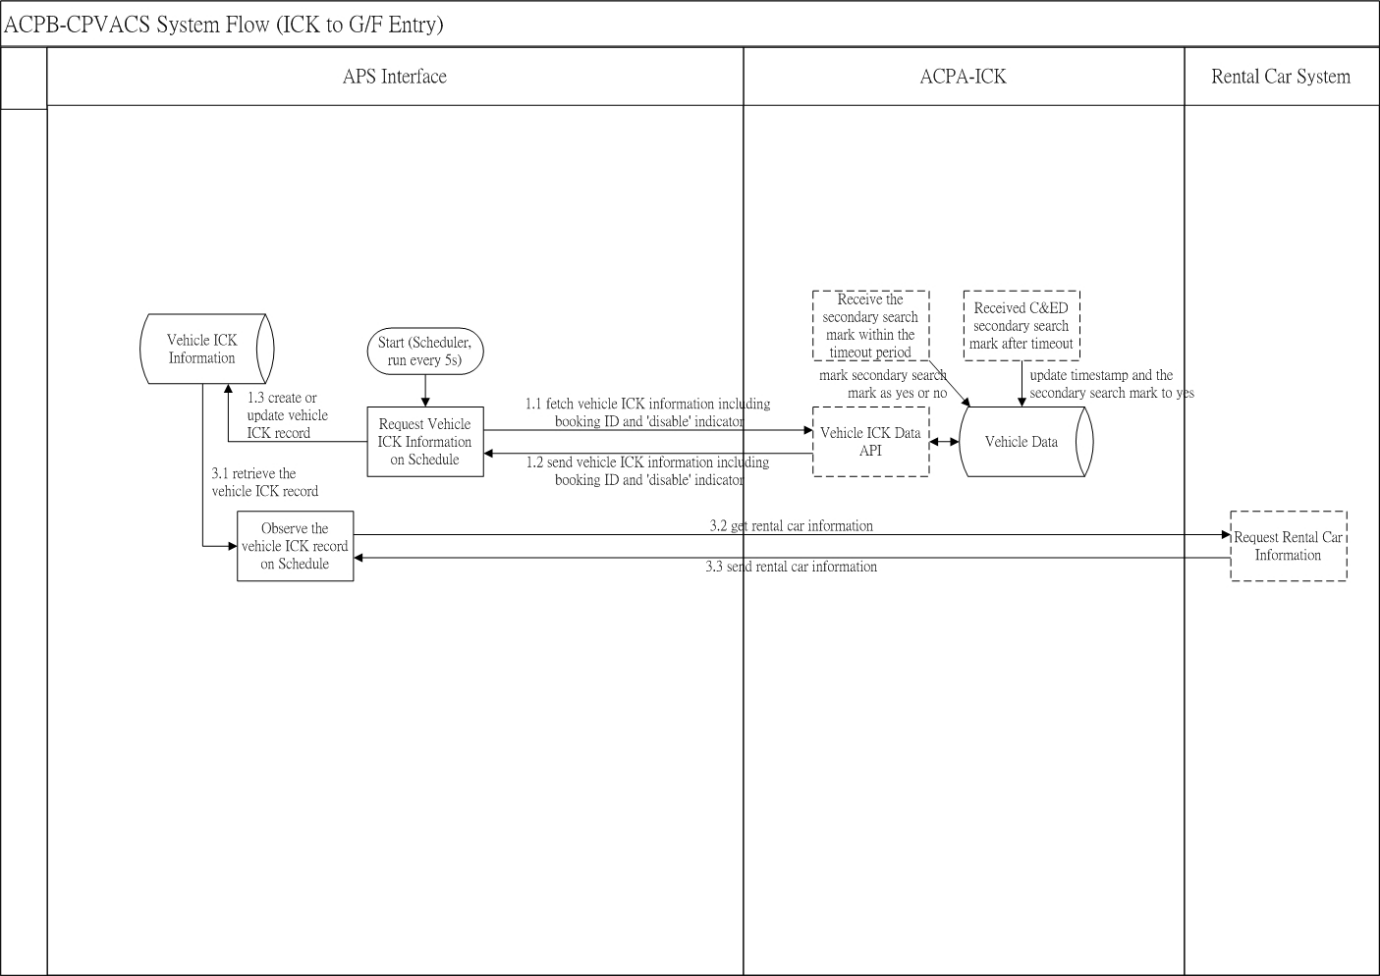 ACPB-CPVACS System Flow (ICK to G/F Entry)
APS Interface
ACPA-ICK
Rental Car System
Receive the
secondary search
mark within the
timeout period
Received C&ED
secondary search
mark after timeout
Vehicle ICK
Information
Start (Scheduler,
run every 5s)
mark secondary search
mark as yes or no
update timestamp and the
secondary search mark to yes
1.3 create or
update vehicle
ICK record
1.1 fetch vehicle ICK information including
booking ID and 'disable' indicator
Request Vehicle
ICK Information
on Schedule
Vehicle ICK Data
API
Vehicle Data
1.2 send vehicle ICK information including
booking ID and 'disable' indicator
3.1 retrieve the
vehicle ICK record
Observe the
vehicle ICK record
on Schedule
3.2 get rental car information
Request Rental Car
Information
3.3 send rental car information